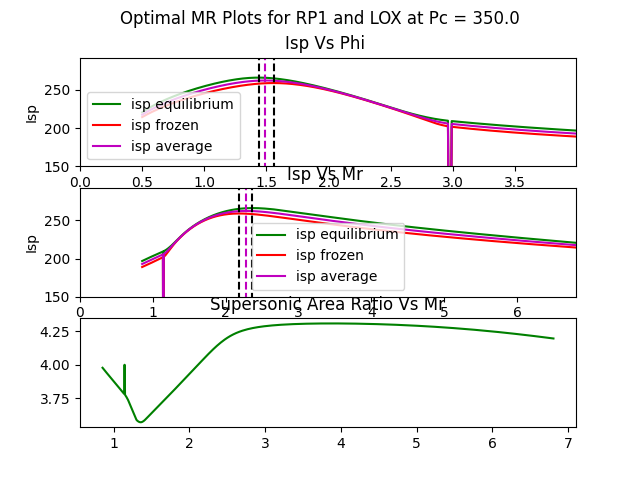 Optimal MR Plots for RP1 and LOX at Pc = 350.0
Isp Vs Phi
Isp
250
200
150
isp equilibrium
isp frozen
isp average
0.0 0.5 1.0 1.5 2.0 2.5 3.0 3.5
Isp Vs Mr
Isp
250
200
150
isp equilibrium
isp frozen
isp average
0 1 2 3 4 5 6
Supersonic Area Ratio Vs Mr
4.25
4.00
3.75
1 2 3 4 5 6 7